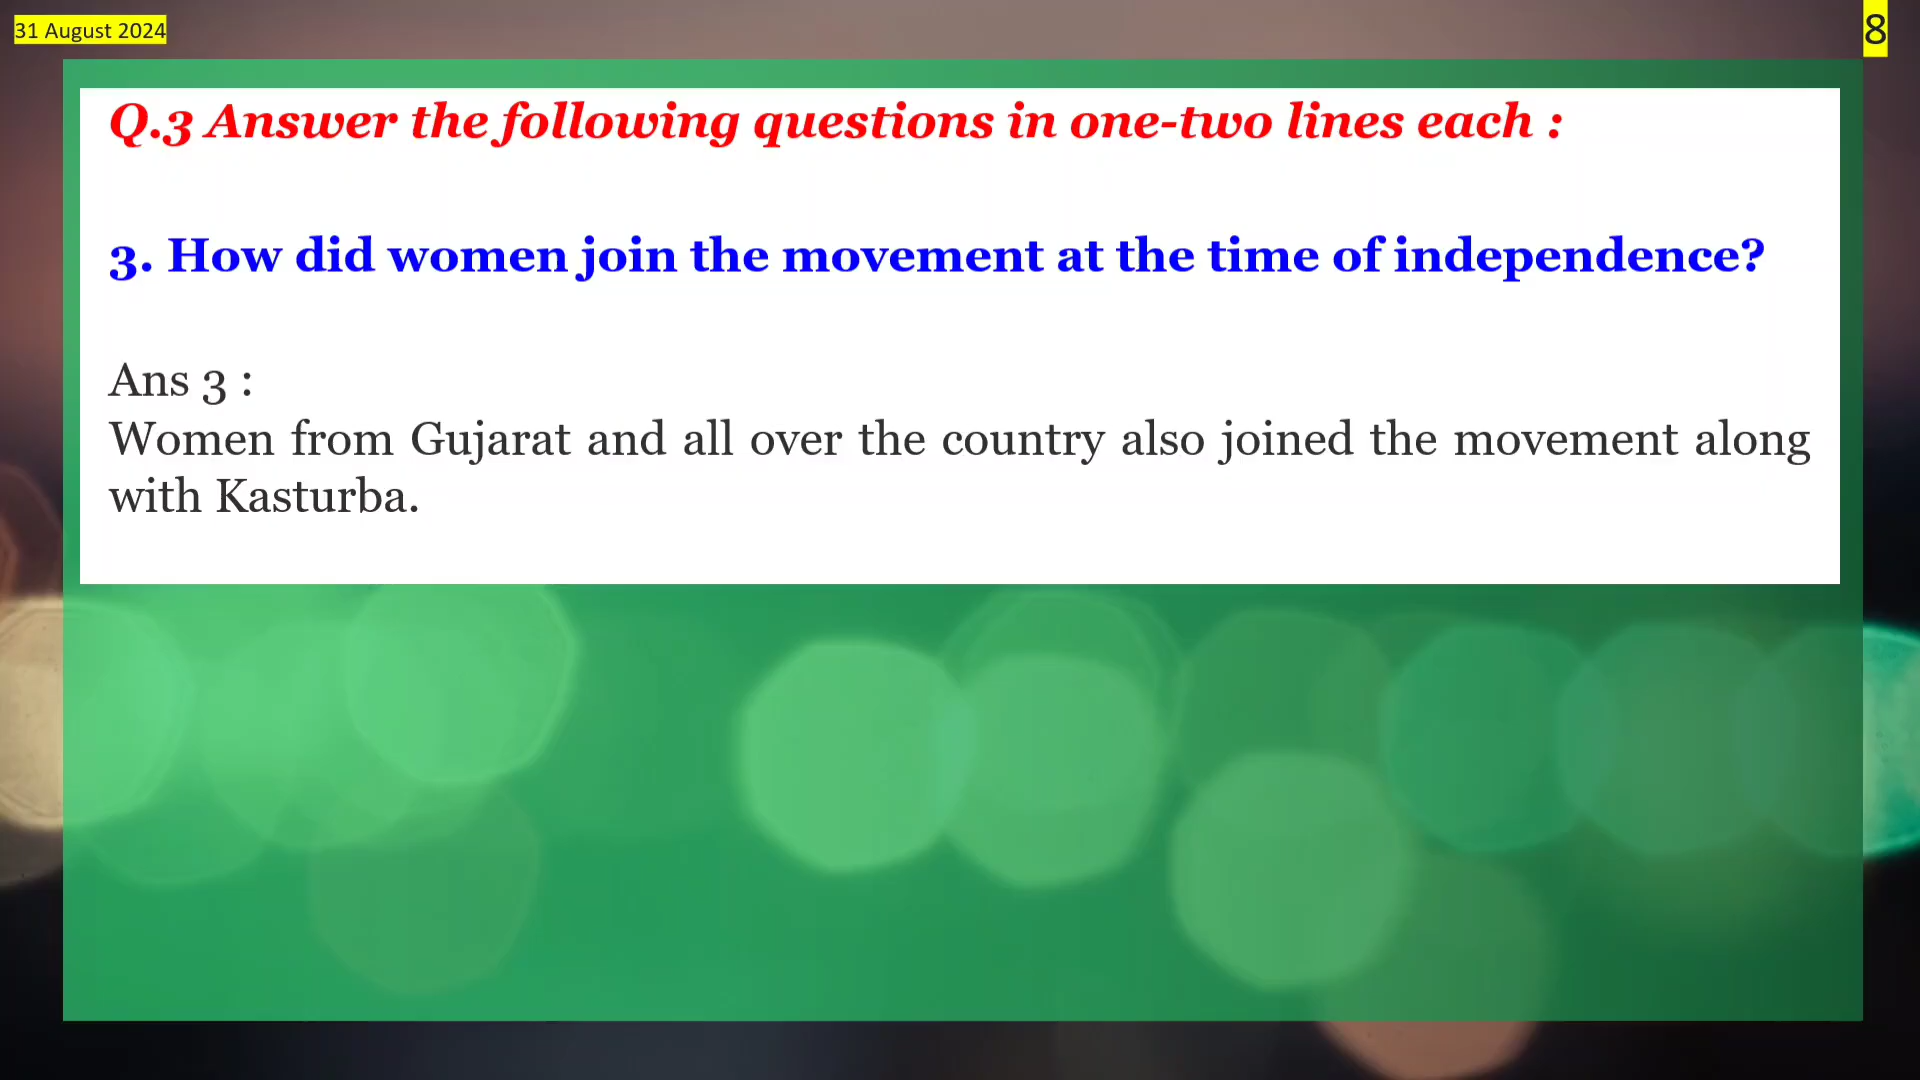 31 August 2024
8
Q.3 Answer the following questions in one-two lines each :
3. How did women join the movement at the time of independence?
Ans 3 :
Women from Gujarat and all over the country also joined the movement along
with Kasturba.